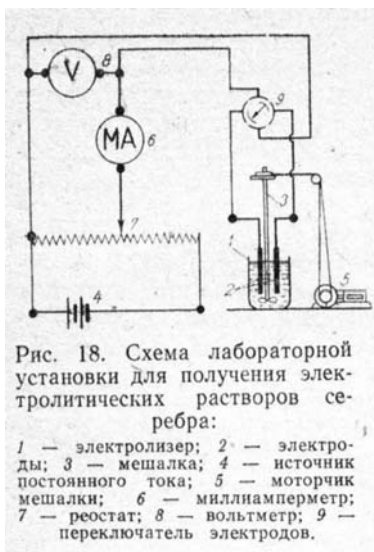 V
8
9
МА
6
3
7
1
2
4
5
Рис. 18. Схема лабораторной
установки для получения элек-
тролитических растворов се-
ребра:
1 — электролизер; 2 — электро-
ды; 3 — мешалка; 4 — источник
постоянного тока; 5 — моторчик
мешалки; 6 — миллиамперметр;
7 — реостат; 8 — вольтметр; 9 —
переключатель электродов.